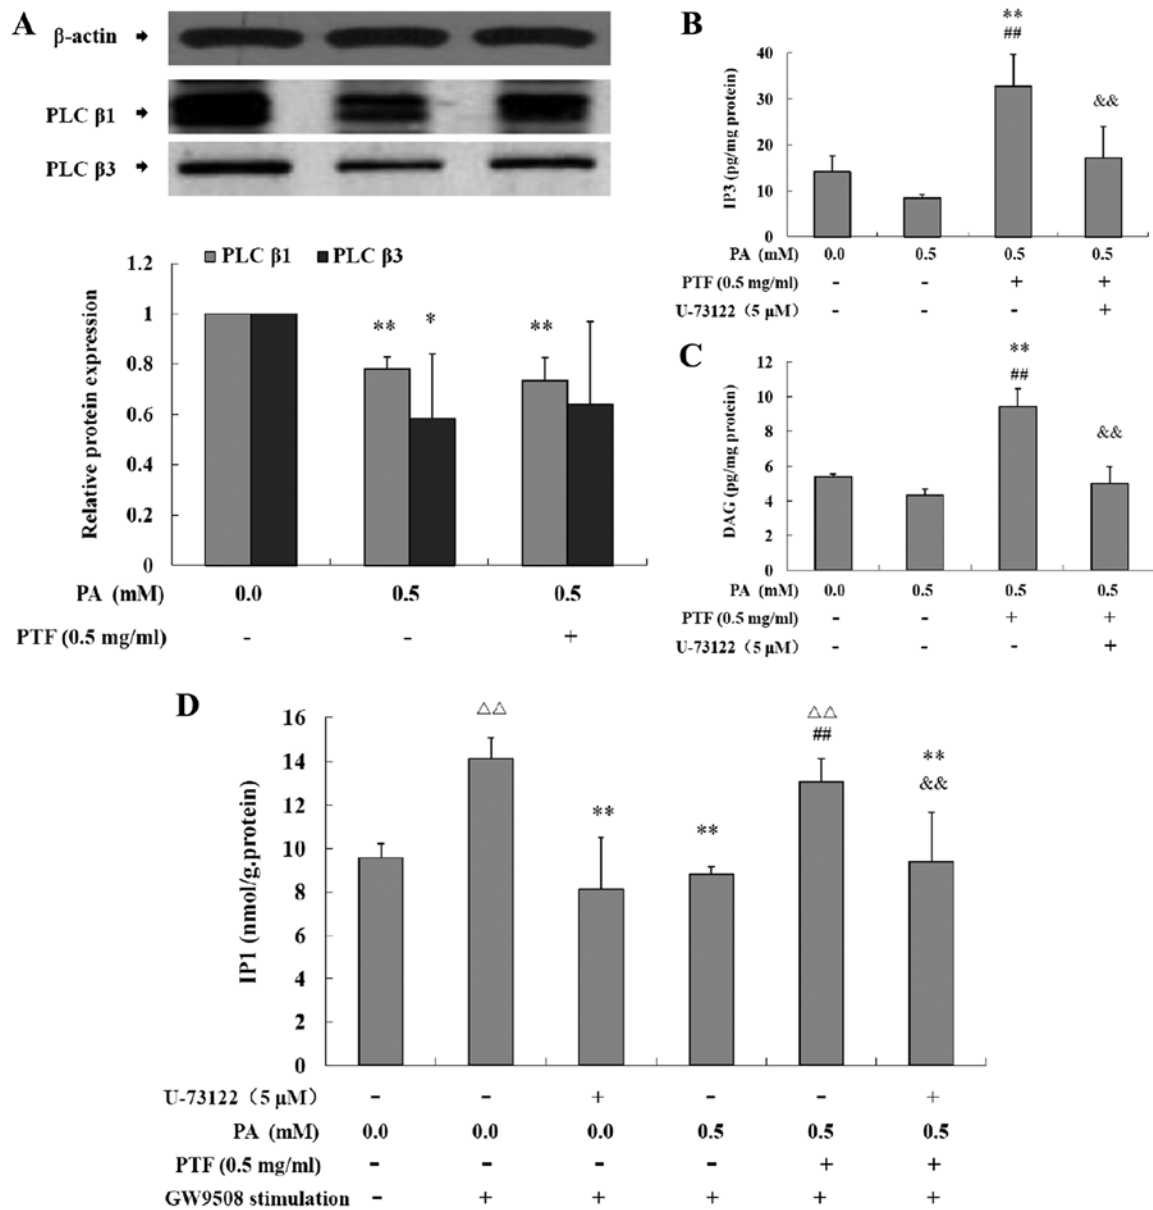 A
β-actin
PLC β1
PLC β3
PLC β1 PLC β3
Relative protein expression
1.2
1
0.8
0.6
0.4
0.2
0
** * **
PA (mM) 0.0 0.5 0.5
PTF (0.5 mg/ml) - - +
B
**
##
&&
IP3 (pg/mg protein)
40
30
20
10
0
PA (mM) 0.0 0.5 0.5 0.5
PTF (0.5 mg/ml) - - + +
U-73122（5 μM） - - - +
C
**
##
&&
DAG (pg/mg protein)
12
10
8
6
4
2
0
PA (mM) 0.0 0.5 0.5 0.5
PTF (0.5 mg/ml) - - + +
U-73122（5 μM） - - - +
D
△△ △△
## **
** ** &&
IP1 (nmol/g.protein)
16
14
12
10
8
6
4
2
0
U-73122（5 μM） - - + - - +
PA (mM) 0.0 0.0 0.0 0.5 0.5 0.5
PTF (0.5 mg/ml) - - - - + +
GW9508 stimulation - + + + + +